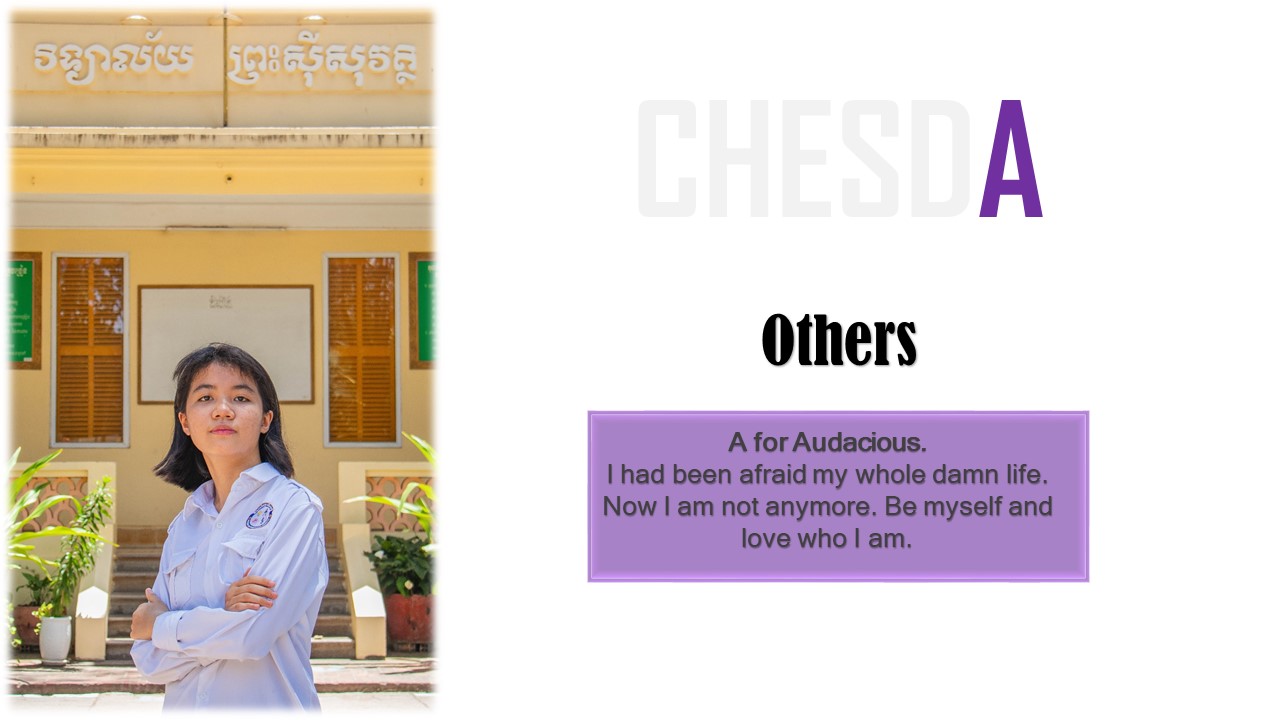 វិទ្យាល័យ ព្រះស៊ីសុវត្ថិ
CHESDA
Others
A for Audacious.
I had been afraid my whole damn life.
Now I am not anymore. Be myself and
love who I am.